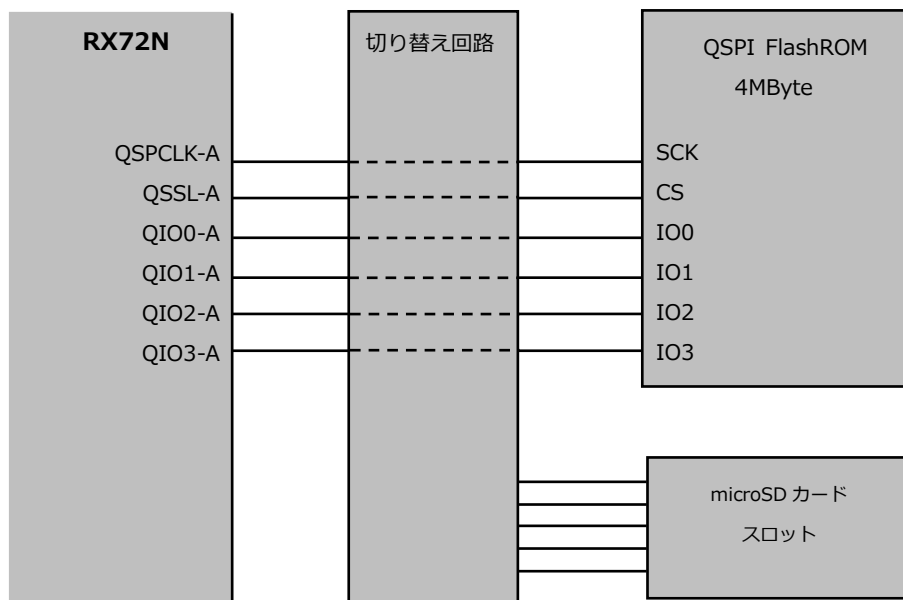 RX72N
切り替え回路
QSPI FlashROM
4MByte
QSPCLK-A
QSSL-A
QIO0-A
QIO1-A
QIO2-A
QIO3-A
SCK
CS
IO0
IO1
IO2
IO3
microSD カード
スロット